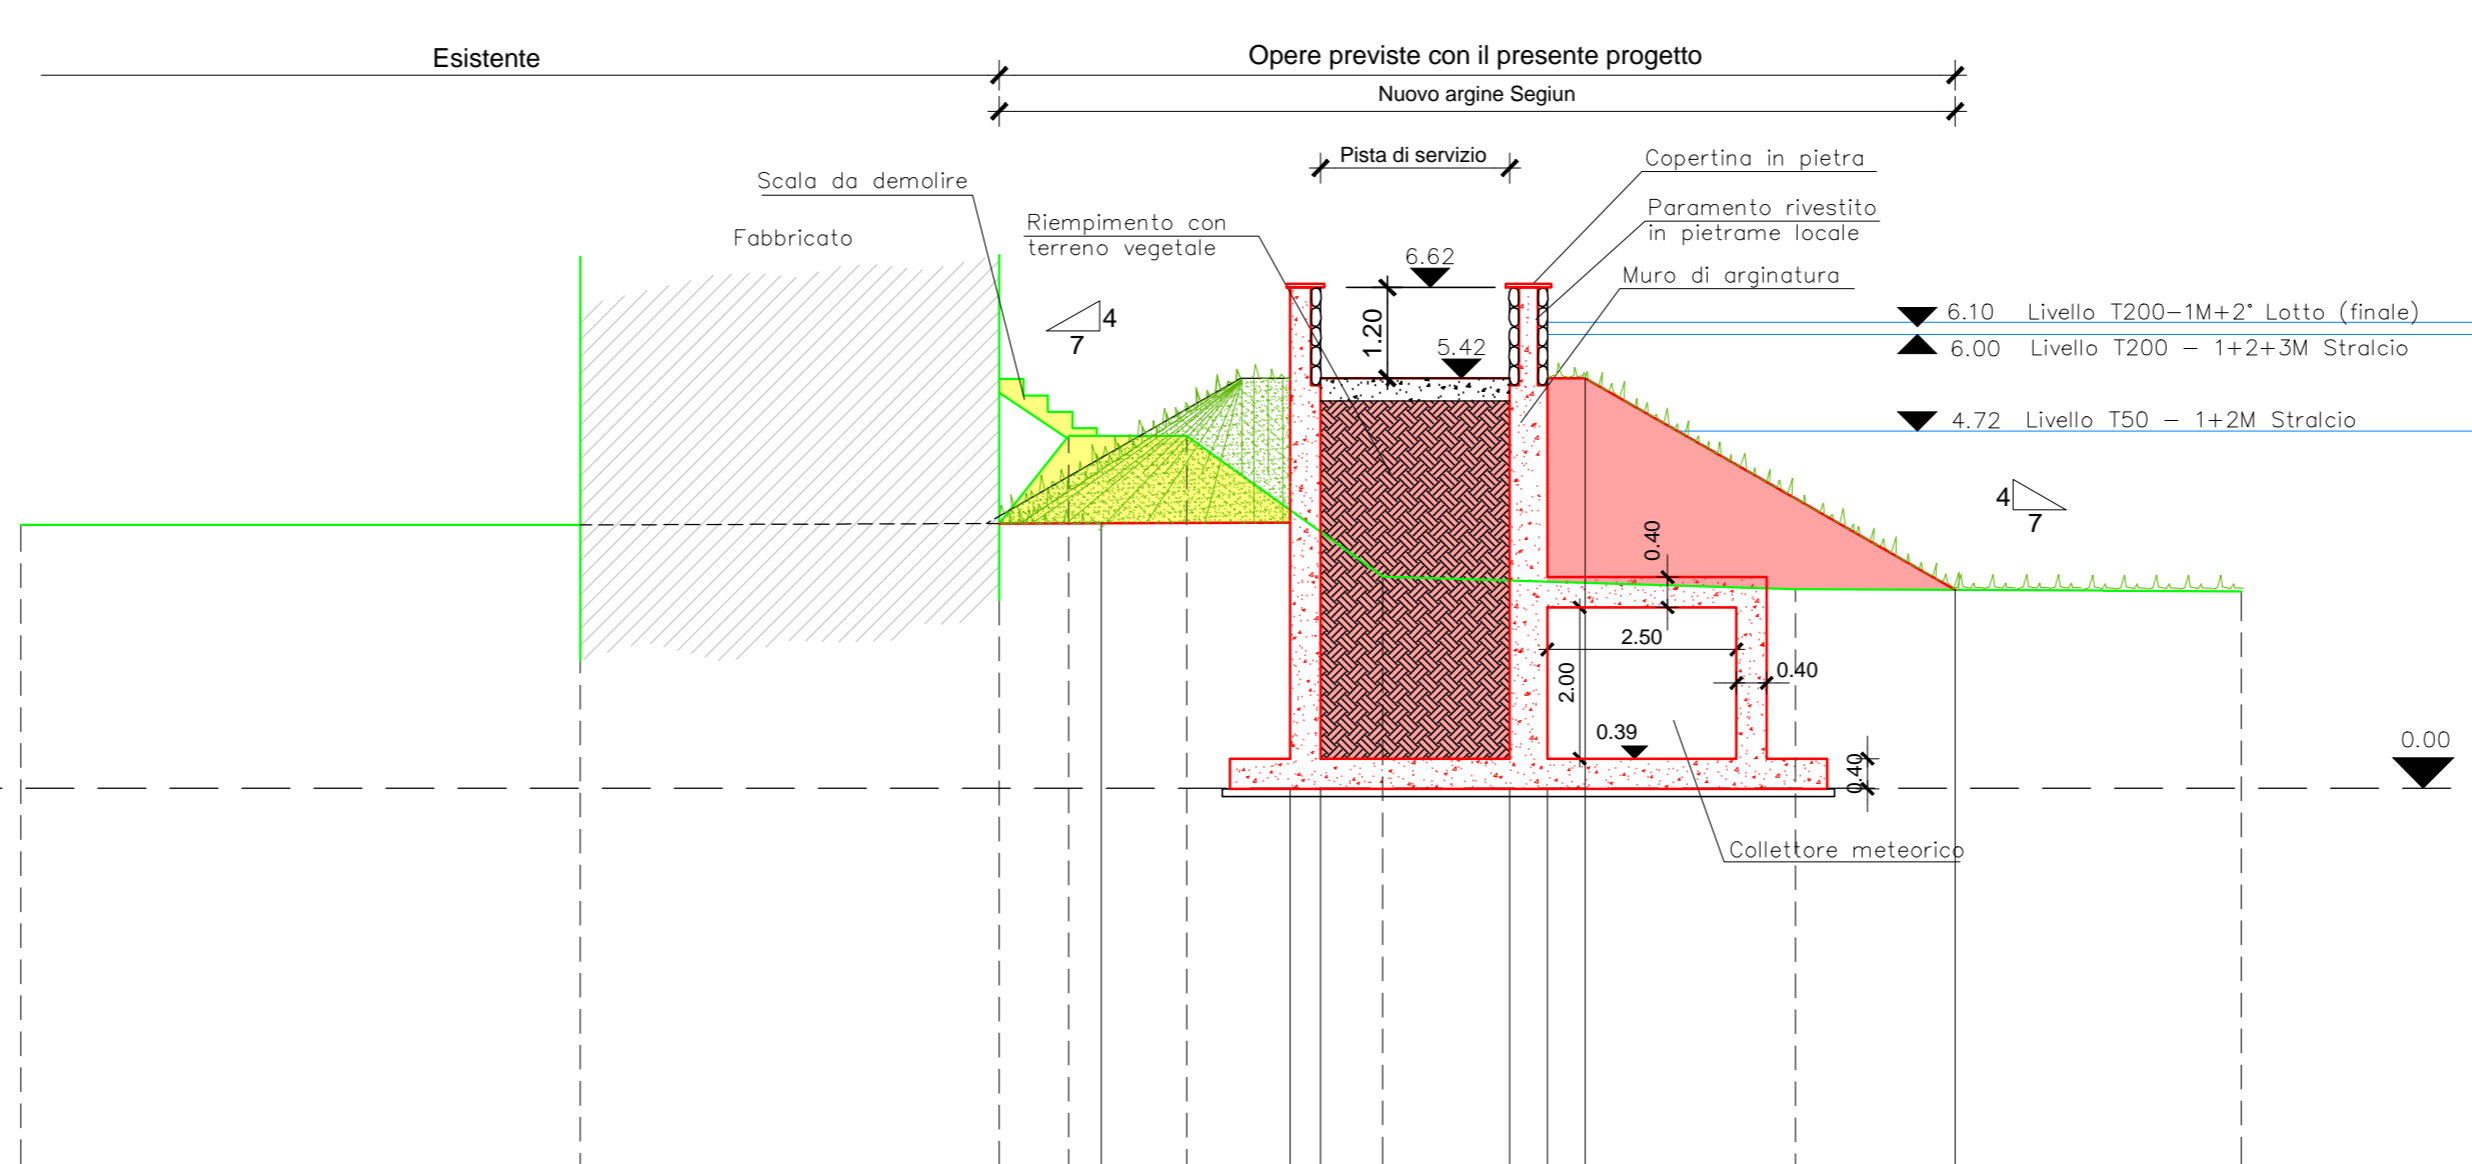 Esistente
Opere previste con il presente progetto
Nuovo argine Segiun
Pista di servizio
Copertina in pietra
Scala da demolire
Paramento rivestito
in pietrame locale
Riempimento con
terreno vegetale
Fabbricato
6.62
Muro di arginatura
4
7
1.20
5.42
6.10 Livello T200-1M+2° Lotto (finale)
6.00 Livello T200 - 1+2+3M Stralcio
4.72 Livello T50 - 1+2M Stralcio
4
7
0.40
2.50
2.00
0.40
0.39
0.40
0.00
Collettore meteorico